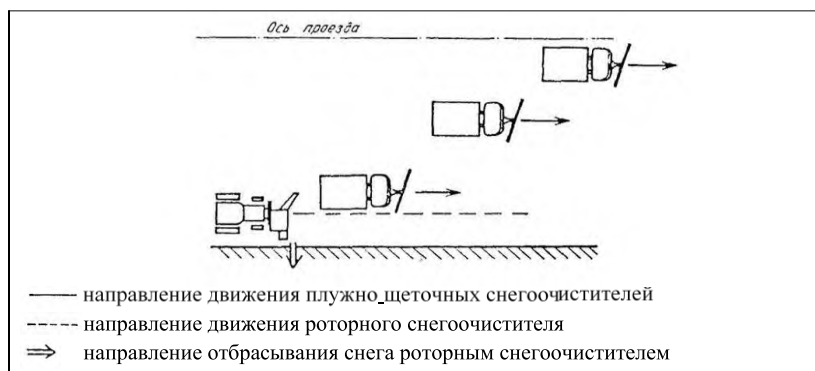 Ось проезда
направление движения плужно-щеточных снегоочистителей
направление движения роторного снегоочистителя
направление отбрасывания снега роторным снегоочистителем